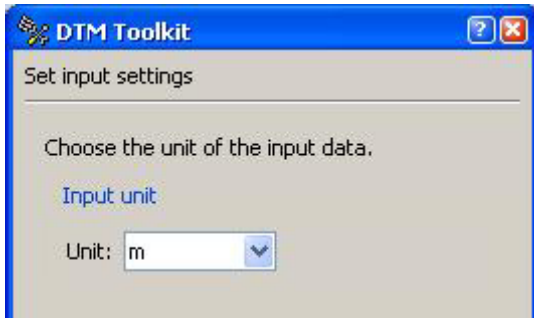 DTM Toolkit
Set input settings
Choose the unit of the input data.
Input unit
Unit: m